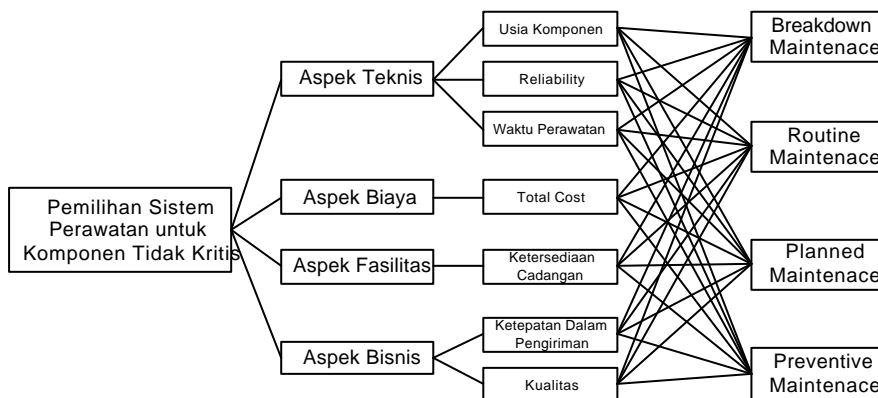 Pemilihan Sistem
Perawatan untuk
Komponen Tidak Kritis
Aspek Teknis
Aspek Biaya
Aspek Fasilitas
Aspek Bisnis
Usia Komponen
Reliability
Waktu Perawatan
Total Cost
Ketersediaan
Cadangan
Ketepatan Dalam
Pengiriman
Kualitas
Breakdown
Maintenace
Routine
Maintenace
Planned
Maintenace
Preventive
Maintenace